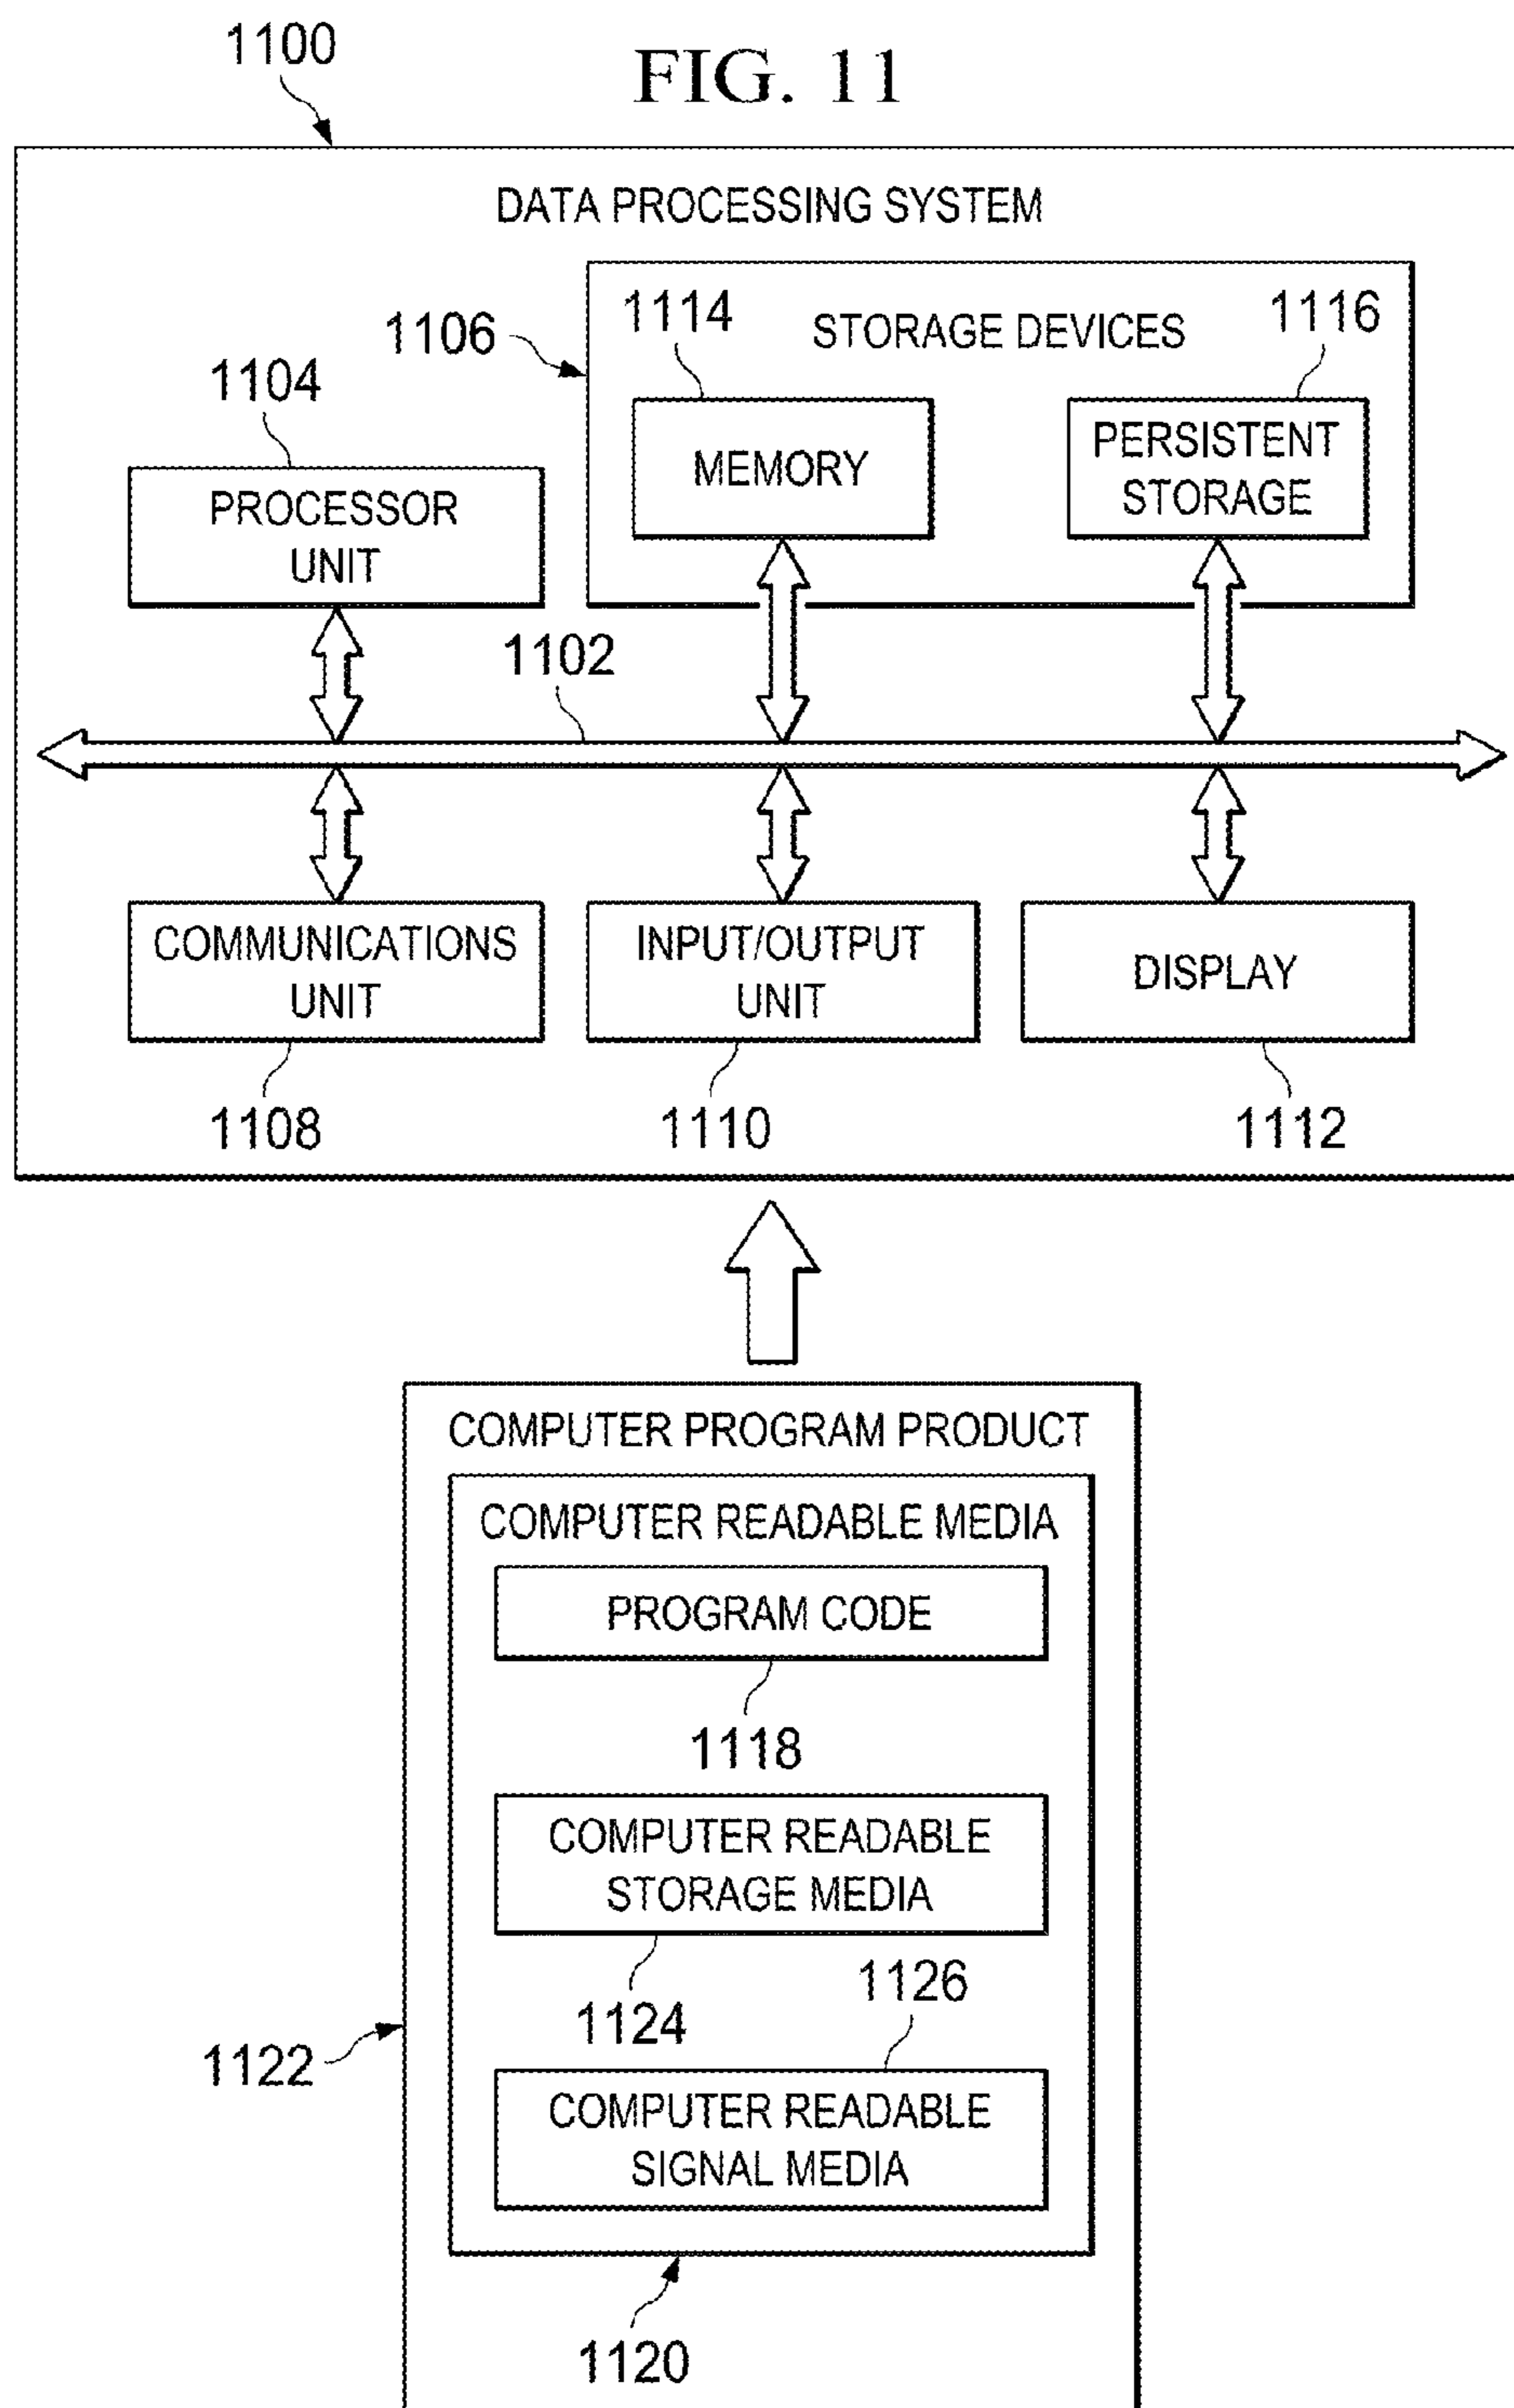 1100
FIG. 11
DATA PROCESSING SYSTEM
1106
1114
STORAGE DEVICES
1116
1104
MEMORY
PERSISTENT
STORAGE
PROCESSOR
UNIT
1102
COMMUNICATIONS
UNIT
INPUT/OUTPUT
UNIT
DISPLAY
1108
1110
1112
COMPUTER PROGRAM PRODUCT
COMPUTER READABLE MEDIA
PROGRAM CODE
1118
COMPUTER READABLE
STORAGE MEDIA
1124
1126
1122
COMPUTER READABLE
SIGNAL MEDIA
1120